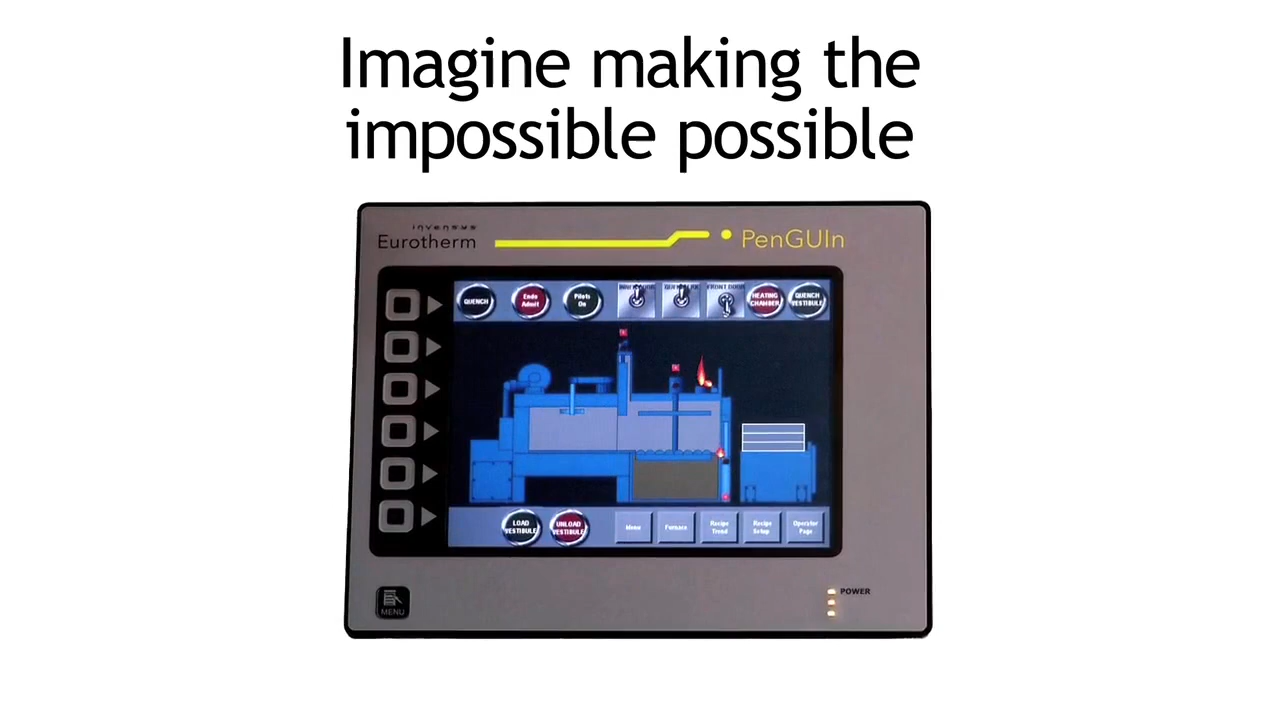 Imagine making the
impossible possible
invensys
Eurotherm
PenGUIn
QUENCH
Endo
Admit
Pilots
On
FRONT DOOR
HEATING
CHAMBER
QUENCH
VESTIBULE
LOAD
VESTIBULE
UNLOAD
VESTIBULE
Menu
Furnace
Recipe
Trend
Recipe
Setup
Operator
Page
MENU
POWER